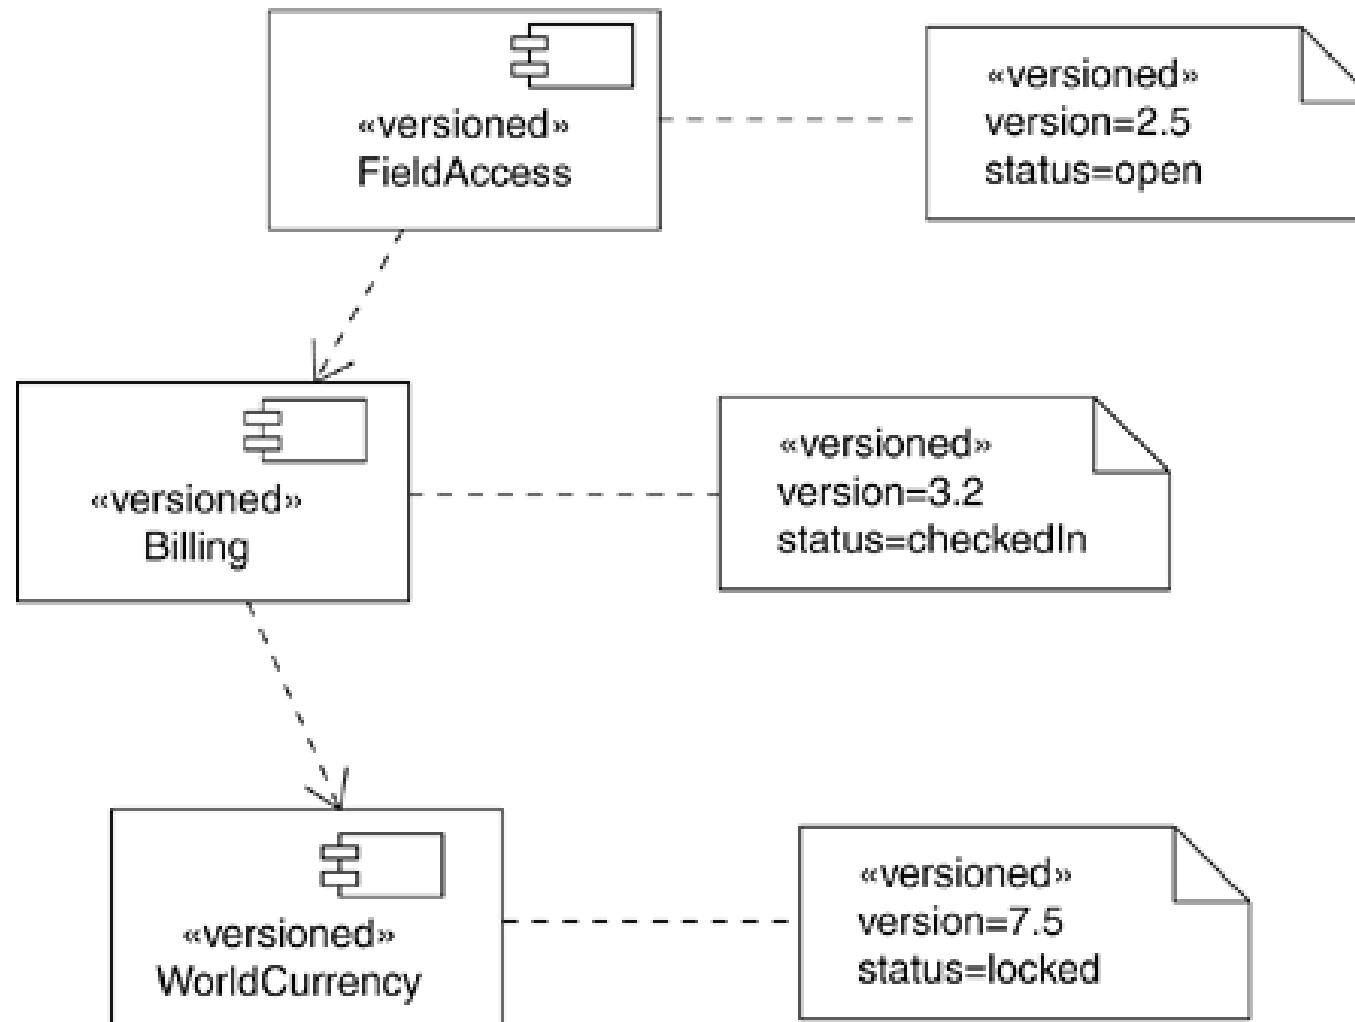 «versioned»
FieldAccess
«versioned»
version=2.5
status=open
«versioned»
Billing
«versioned»
version=3.2
status=checkedIn
«versioned»
WorldCurrency
«versioned»
version=7.5
status=locked